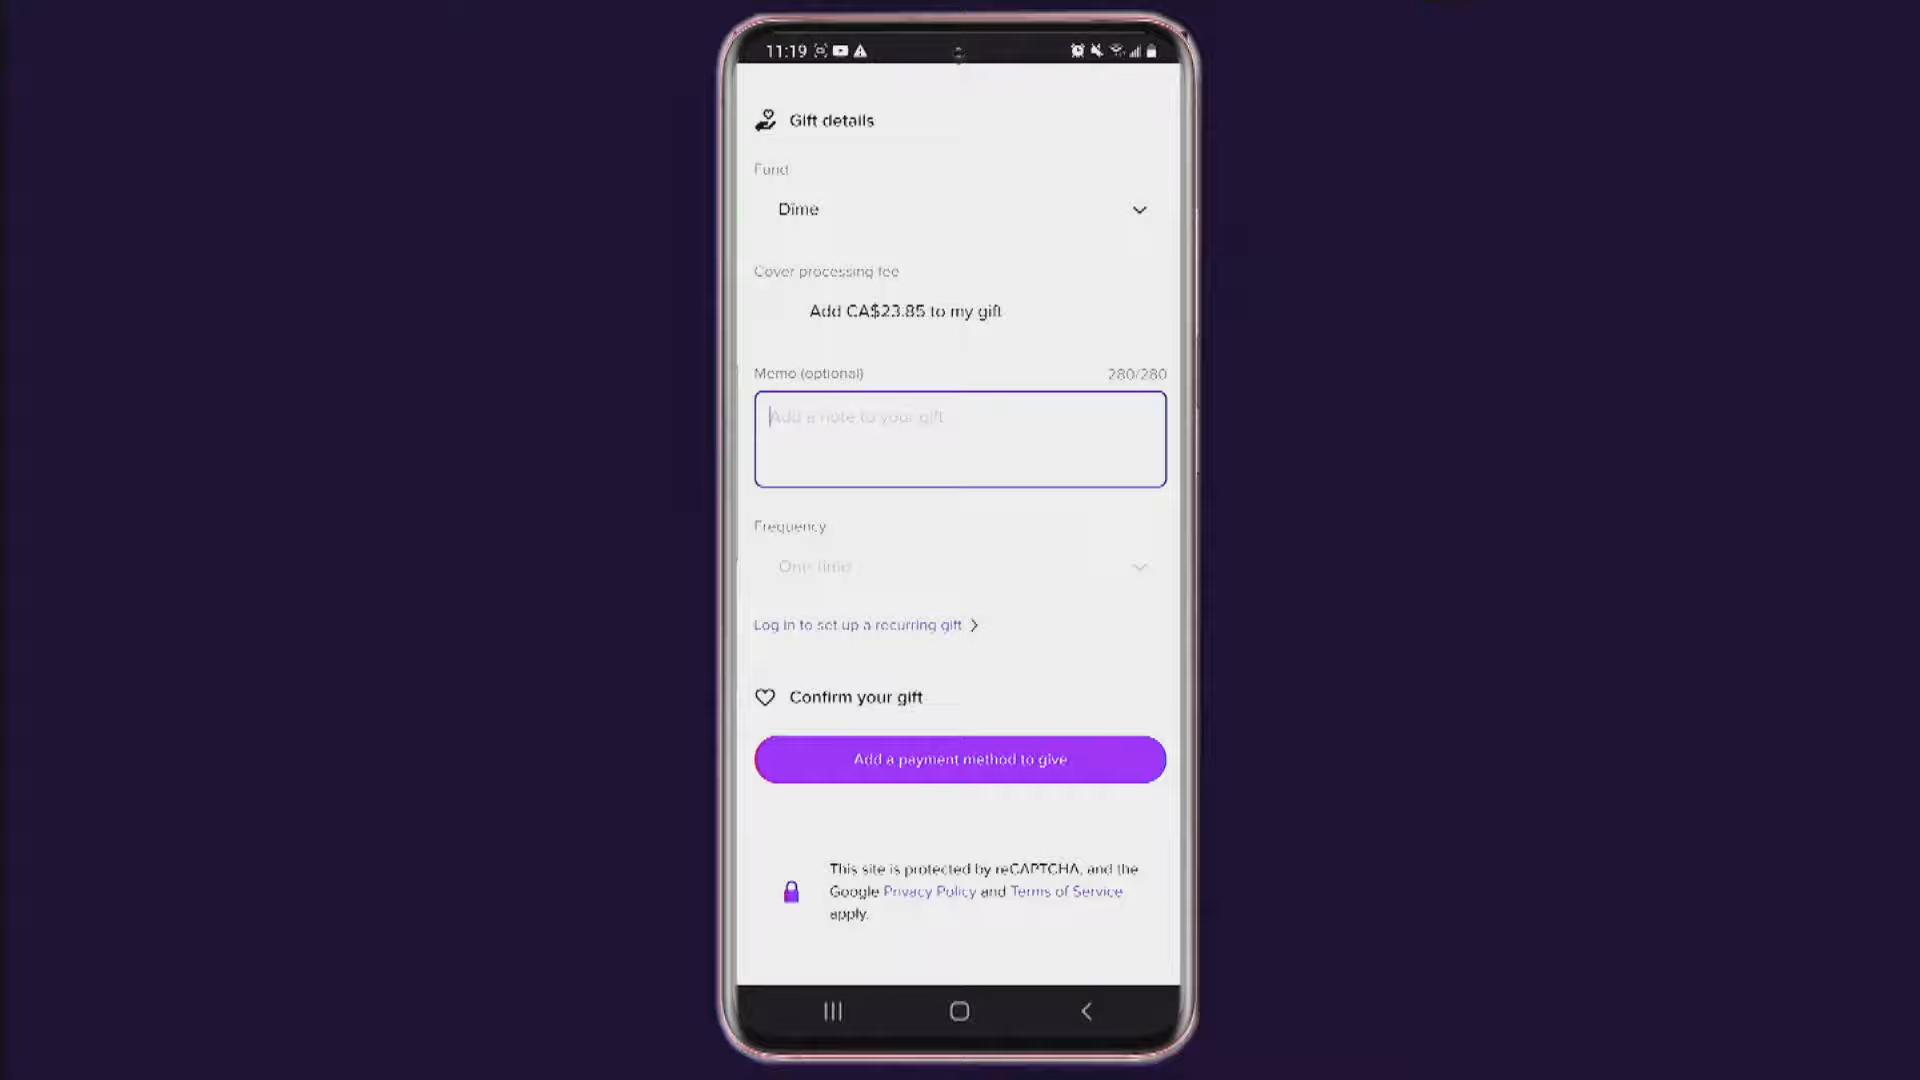 11:19
Gift details
Fund
Dime
Cover processing fee
Add CA$23.85 to my gift
Memo (optional) 280/280
Add a note to your gift
Frequency
One time
Log in to set up a recurring gift
Confirm your gift
Add a payment method to give
This site is protected by reCAPTCHA, and the
Google Privacy Policy and Terms of Service
apply.